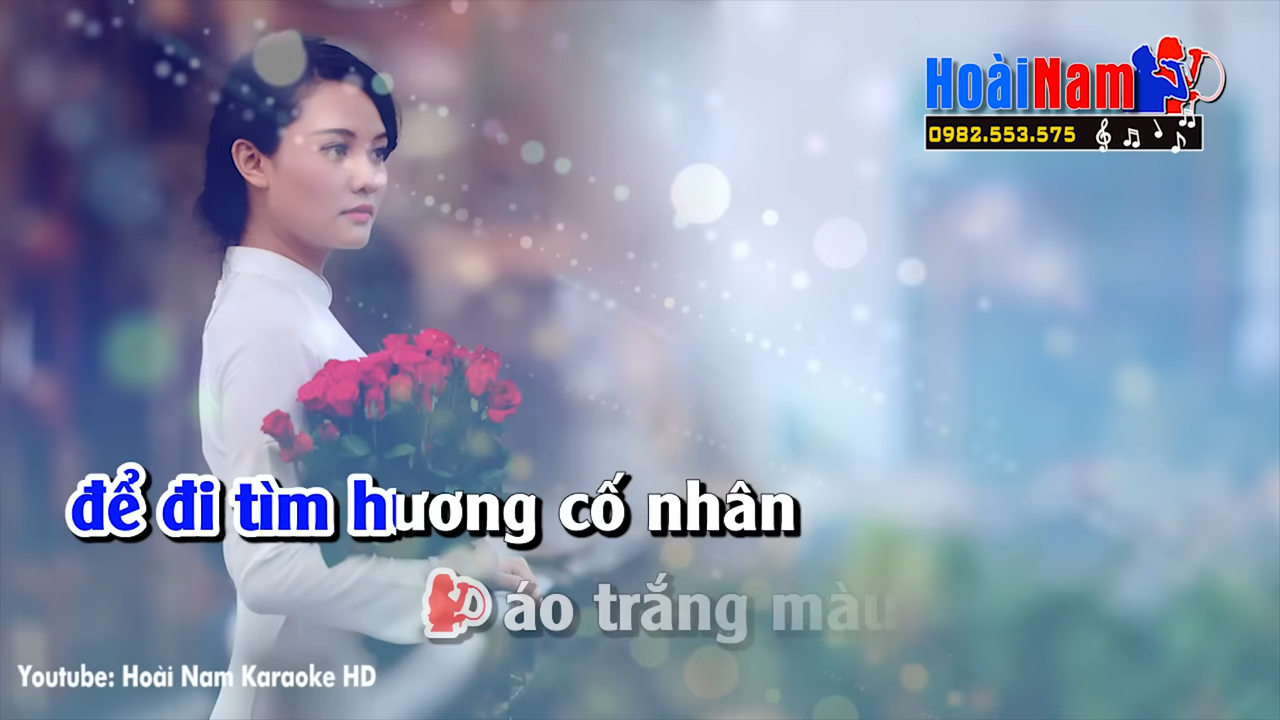 HoàiNam
0982.553.575
để đi tìm hương cố nhân
áo trắng màu
Youtube: Hoài Nam Karaoke HD